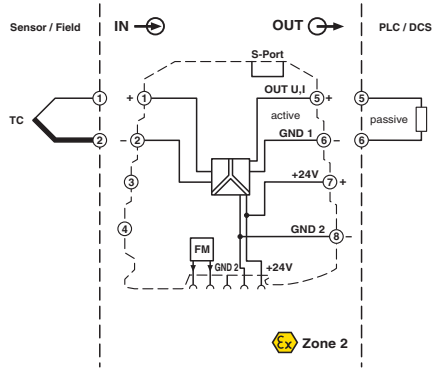 Sensor / Field
IN
OUT
PLC / DCS
S-Port
OUT U,I
1
+ 1
5 +
5
TC
active
passive
GND 1
2
– 2
6 –
6
+24V
3
7 +
4
GND 2
8 –
FM
GND 2
+24V
Ex Zone 2